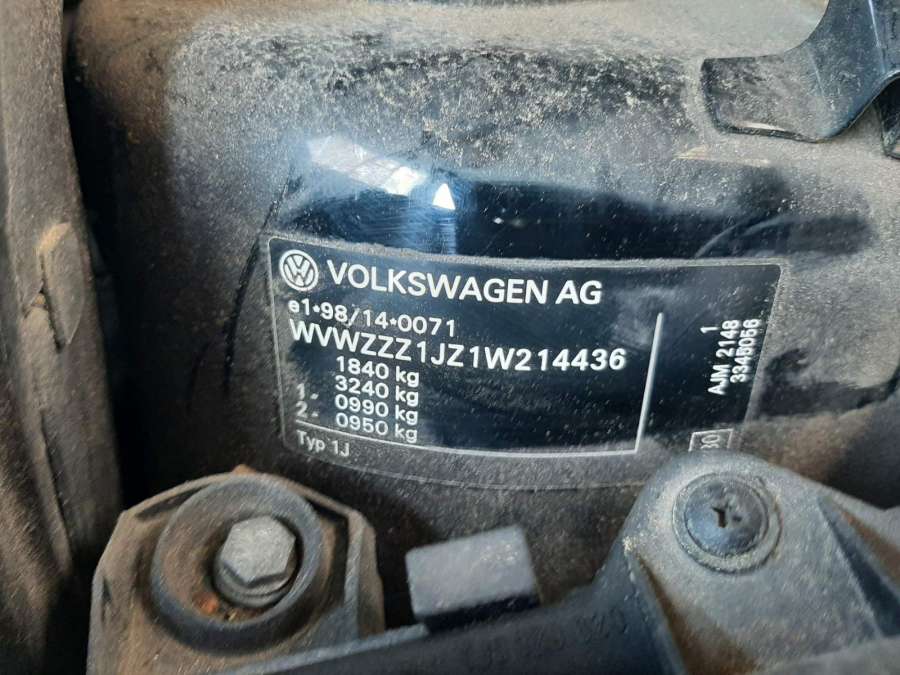 VOLKSWAGEN AG
e1*98/14*0071
WVWZZZ1JZ1W214436
1840 kg
3240 kg
1- 0990 kg
2- 0950 kg
Typ 1J
1
AJM 2148
3345056